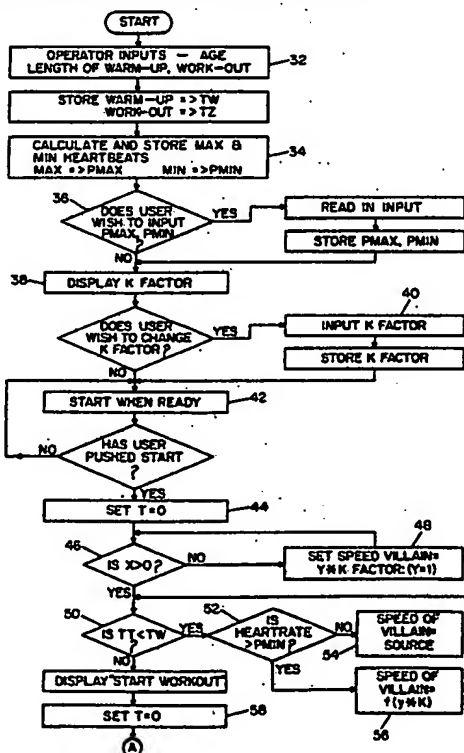 START
OPERATOR INPUTS — AGE
LENGTH OF WARM-UP, WORK-OUT
32
STORE WARM-UP =>TW
WORK-OUT =>TZ
CALCULATE AND STORE MAX &
MIN HEARTBEATS
MAX =>PMAX MIN =>PMIN
34
36
DOES USER
WISH TO INPUT
PMAX, PMIN
?
YES
READ IN INPUT
STORE PMAX, PMIN
NO
38
DISPLAY K FACTOR
DOES USER
WISH TO CHANGE
K FACTOR?
YES
40
INPUT K FACTOR
STORE K FACTOR
NO
START WHEN READY
42
HAS USER
PUSHED START
?
NO
YES
44
SET T=0
46
IS X>0?
NO
48
SET SPEED VILLAIN=
Y*K FACTOR:(Y=1)
YES
50
IS TT<TW
?
YES
52
IS
HEARTRATE
>PMIN?
NO
54
SPEED OF
VILLAIN=
SOURCE
NO
YES
DISPLAY "START WORKOUT"
SPEED OF
VILLAIN=
f(y*K)
56
SET T=0
58
A